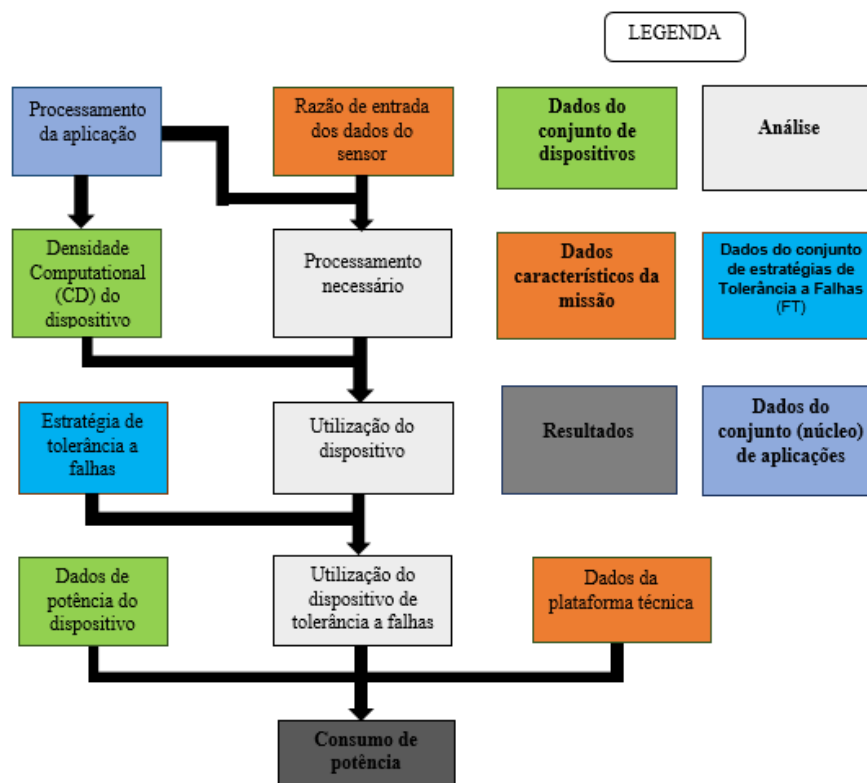 LEGENDA
Processamento
da aplicação
Razão de entrada
dos dados do
sensor
Dados do
conjunto de
dispositivos
Análise
Densidade
Computational
(CD) do
dispositivo
Processamento
necessário
Dados
característicos da
missão
Dados do conjunto
de estratégias de
Tolerância a Falhas
(FT)
Estratégia de
tolerância a
falhas
Utilização do
dispositivo
Resultados
Dados do
conjunto (núcleo)
de aplicações
Dados de
potência do
dispositivo
Utilização do
dispositivo de
tolerância a falhas
Dados da
plataforma técnica
Consumo de
potência